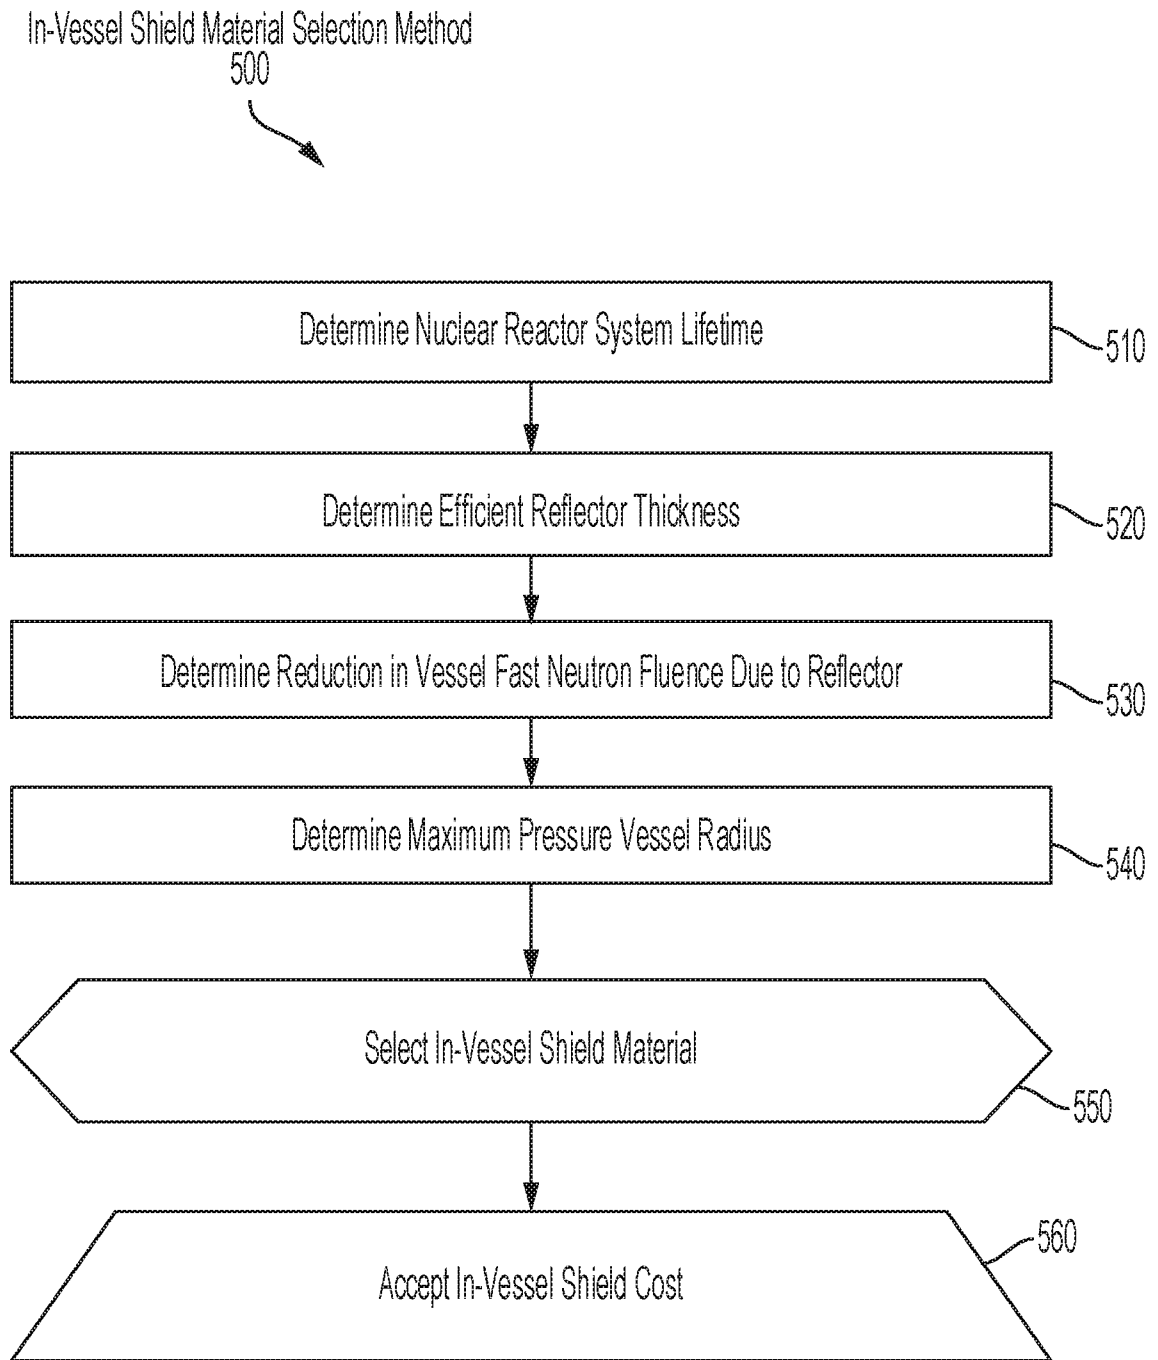 In-Vessel Shield Material Selection Method
500
Determine Nuclear Reactor System Lifetime
510
Determine Efficient Reflector Thickness
520
Determine Reduction in Vessel Fast Neutron Fluence Due to Reflector
530
Determine Maximum Pressure Vessel Radius
540
Select In-Vessel Shield Material
550
Accept In-Vessel Shield Cost
560